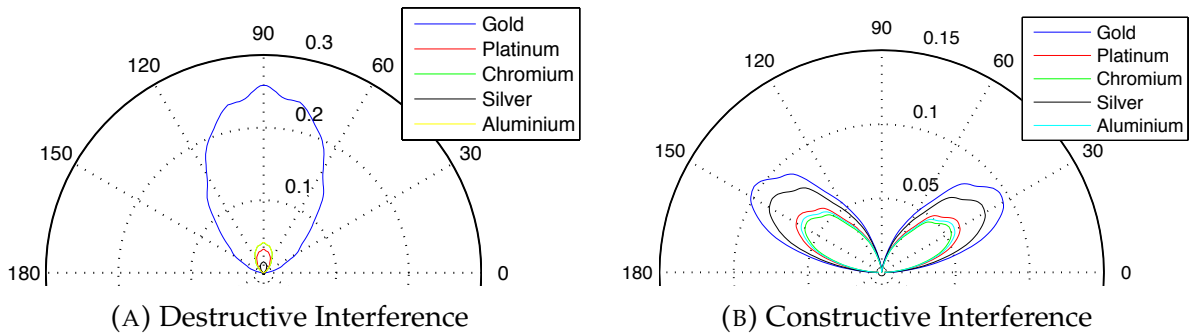 90
0.3
120
60
0.2
150
30
0.1
180
0
Gold
Platinum
Chromium
Silver
Aluminium
(A) Destructive Interference
90
0.15
120
60
0.1
150
30
0.05
180
0
Gold
Platinum
Chromium
Silver
Aluminium
(B) Constructive Interference